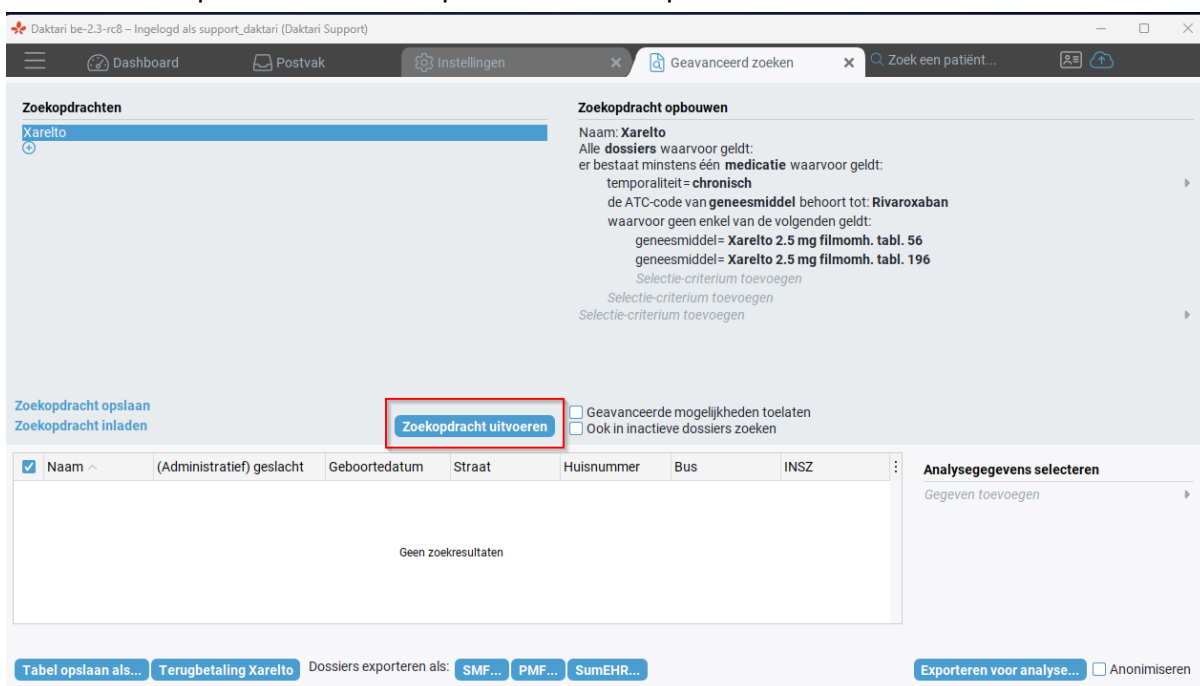 Daktari be-2.3-rc8 – Ingelogd als support_daktari (Daktari Support)
Dashboard Postvak Instellingen Geavanceerd zoeken Zoek een patiënt...
Zoekopdrachten
Xarelto
Zoekopdracht opbouwen
Naam: Xarelto
Alle dossiers waarvoor geldt:
er bestaat minstens één medicatie waarvoor geldt:
temporaliteit= chronisch
de ATC-code van geneesmiddel behoort tot: Rivaroxaban
waarvoor geen enkel van de volgenden geldt:
geneesmiddel= Xarelto 2.5 mg filmomh. tabl. 56
geneesmiddel= Xarelto 2.5 mg filmomh. tabl. 196
Selectie-criterium toevoegen
Selectie-criterium toevoegen
Selectie-criterium toevoegen
Zoekopdracht opslaan
Zoekopdracht inladen
Zoekopdracht uitvoeren
Geavanceerde mogelijkheden toelaten
Ook in inactieve dossiers zoeken
Naam (Administratief) geslacht Geboortedatum Straat Huisnummer Bus INSZ
Geen zoekresultaten
Analysegegevens selecteren
Gegeven toevoegen
Tabel opslaan als... Terugbetaling Xarelto Dossiers exporteren als: SMF... PMF... SumEHR... Exporteren voor analyse... Anonimiseren